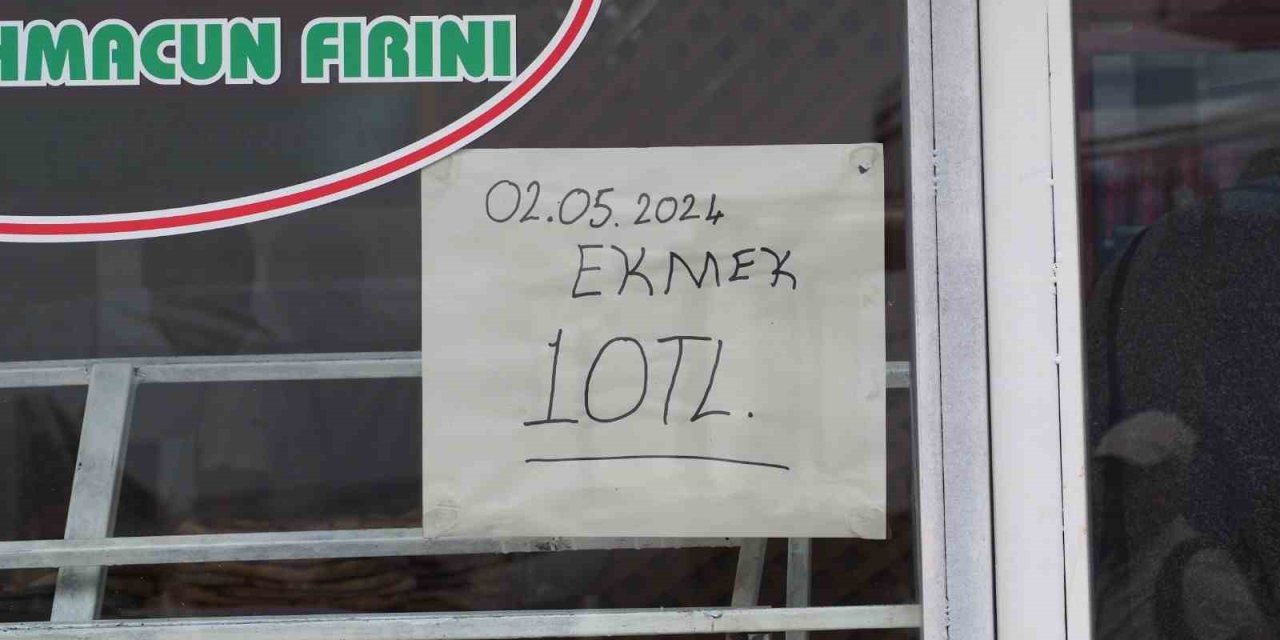 HMACUN FIRINI
02.05.2024
EKMEK
10TL.